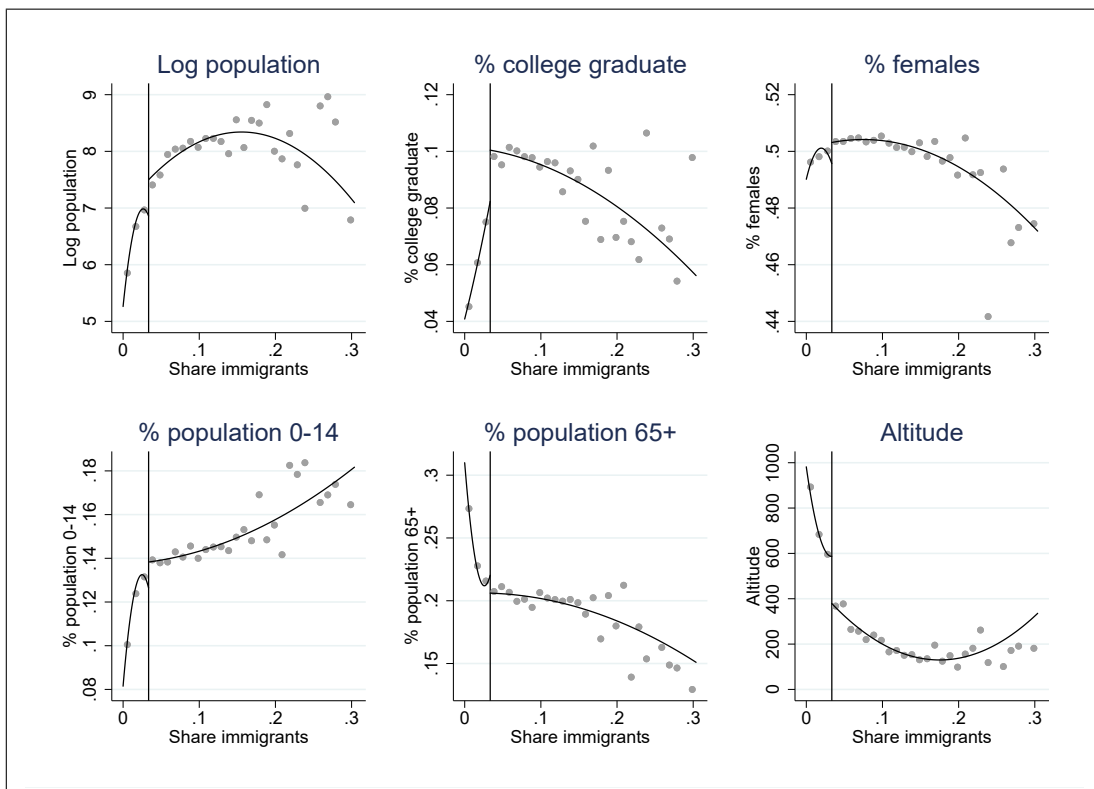 Log population
% college graduate
% females
Log population
9
8
7
6
5
0 .1 .2 .3
Share immigrants
% college graduate
.12
.1
.08
.06
.04
0 .1 .2 .3
Share immigrants
% females
.52
.5
.48
.46
.44
0 .1 .2 .3
Share immigrants
% population 0-14
% population 65+
Altitude
% population 0-14
.18
.16
.14
.12
.1
.08
0 .1 .2 .3
Share immigrants
% population 65+
.3
.25
.2
.15
0 .1 .2 .3
Share immigrants
Altitude
1000
800
600
400
200
0
0 .1 .2 .3
Share immigrants